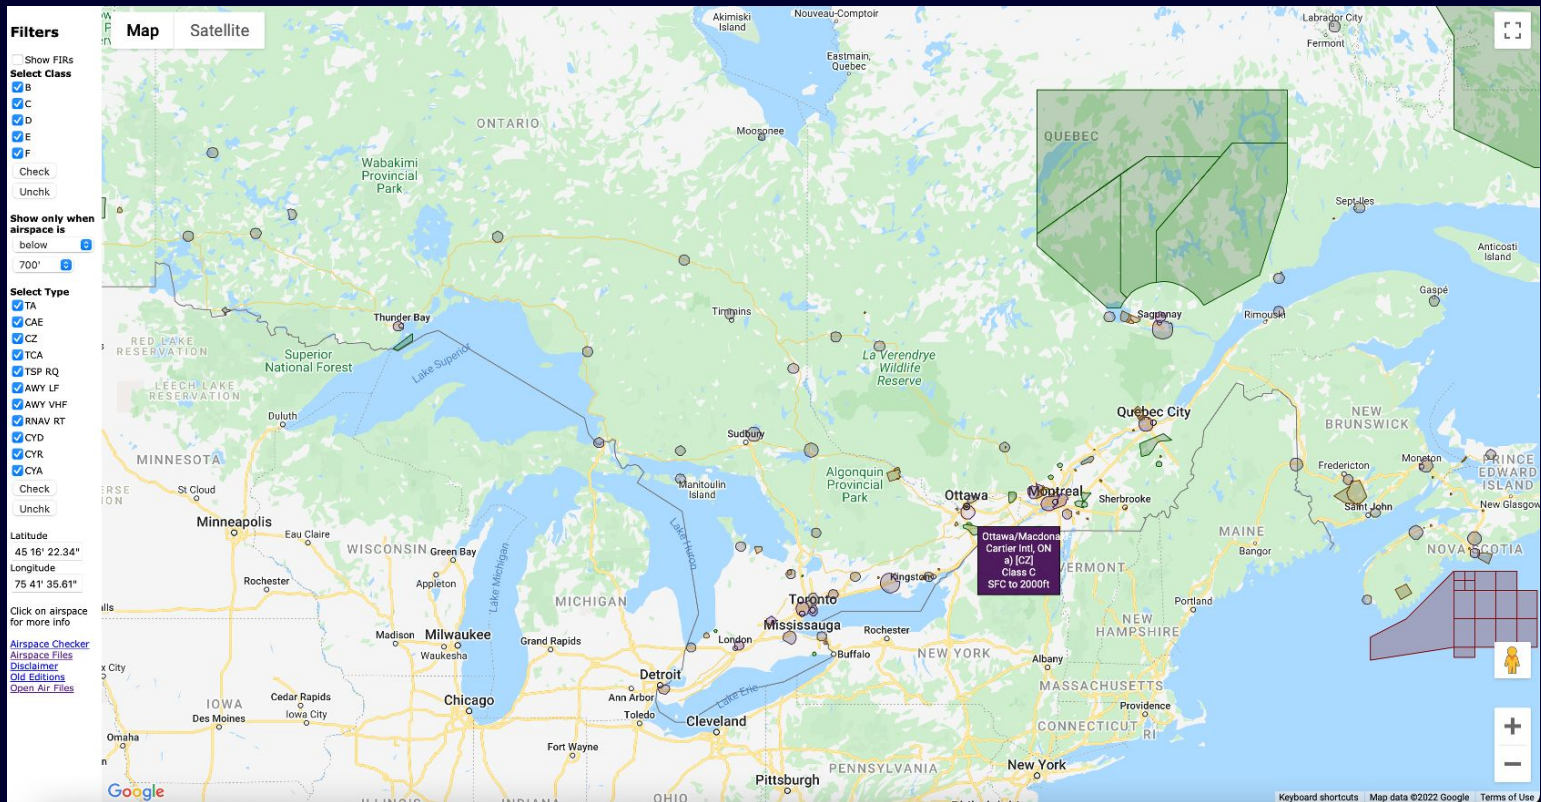 Filters
Show FIRs
Select Class
B
C
D
E
F
Check
Unchk
Show only when
airspace is
below
700'
Select Type
TA
CAE
CZ
TCA
TSP RQ
AWY LF
AWY VHF
RNAV RT
CYD
CYR
CYA
Check
Unchk
Latitude
45 16' 22.34"
Longitude
75 41' 35.61"
Click on airspace
for more info
Airspace Checker
Airspace Files
Disclaimer
Old Editions
Open Air Files
Map
Satellite
Akimiski
Island
Nouveau-Comptoir
Labrador City
Fermont
Eastmain,
Quebec
ONTARIO
Moosonee
QUEBEC
Wabakimi
Provincial
Park
Sept-Iles
Anticosti
Island
Gaspé
Timmins
Saguenay
Rimouski
Thunder Bay
RED LAKE
RESERVATION
Superior
National Forest
Lake Superior
La Verendrye
Wildlife
Reserve
LEECH LAKE
RESERVATION
Duluth
Quebec City
NEW
BRUNSWICK
Sudbury
MINNESOTA
Fredericton
Moncton
PRINCE
EDWARD
ISLAND
Manitoulin
Island
Algonquin
Provincial
Park
St Cloud
Ottawa
Montreal
Sherbrooke
Saint John
New Glasgow
Minneapolis
Eau Claire
WISCONSIN
Green Bay
Lake Michigan
Lake Huron
Ottawa/Macdonald-
Cartier Intl, ON
a) [CZ]
Class C
SFC to 2000ft
MAINE
Bangor
NOVA SCOTIA
VERMONT
Rochester
Appleton
Kingston
MICHIGAN
Toronto
Portland
Mississauga
NEW
HAMPSHIRE
Madison
Milwaukee
Waukesha
Grand Rapids
London
Rochester
Buffalo
NEW YORK
Albany
Detroit
Ann Arbor
MASSACHUSETTS
IOWA
Cedar Rapids
Iowa City
Des Moines
Chicago
Lake Erie
Toledo
Cleveland
Providence
CONNECTICUT
RI
Omaha
Fort Wayne
PENNSYLVANIA
New York
Pittsburgh
Google
ILLINOIS
INDIANA
OHIO
Philadelphia
Keyboard shortcuts
Map data ©2022 Google
Terms of Use